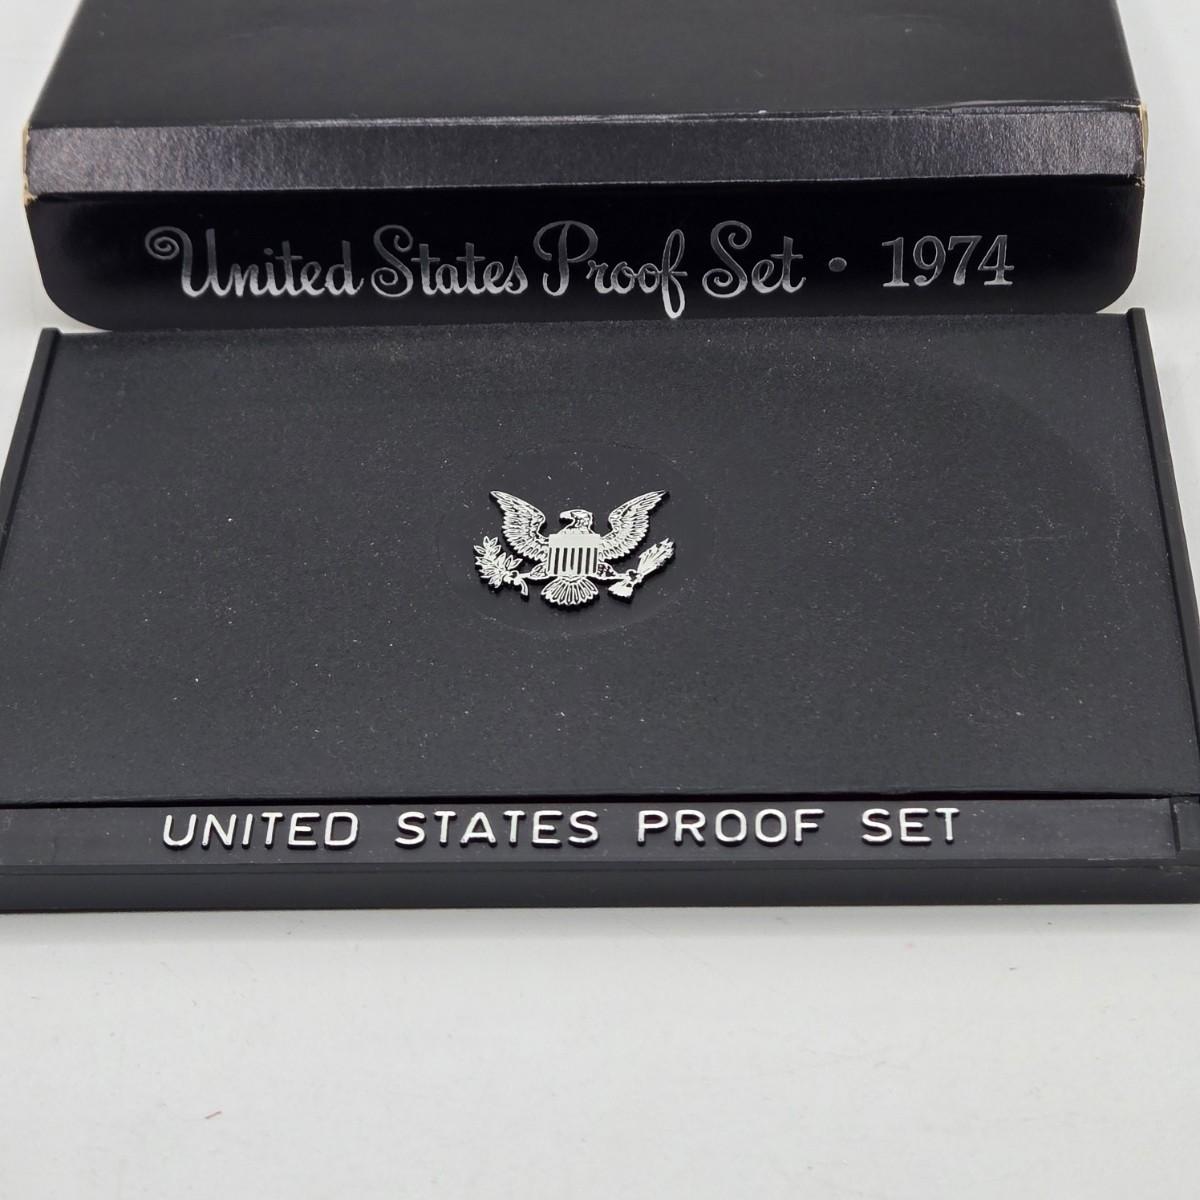 United States Proof Set • 1974
UNITED STATES PROOF SET